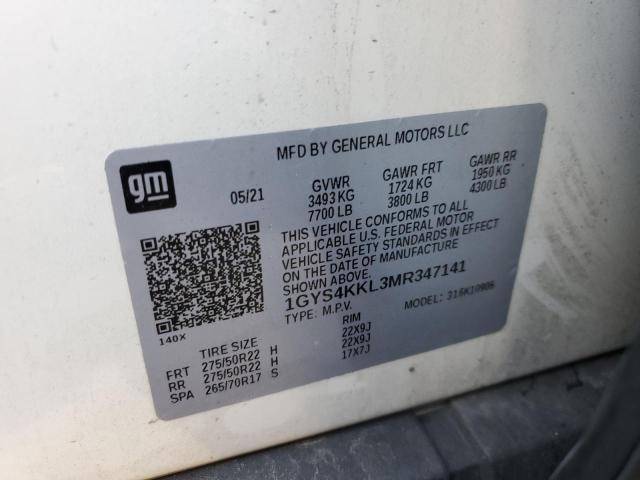 MFD BY GENERAL MOTORS LLC
gm
05/21
GVWR GAWR FRT GAWR RR
3493 KG 1724 KG 1950 KG
7700 LB 3800 LB 4300 LB
THIS VEHICLE CONFORMS TO ALL
APPLICABLE U.S. FEDERAL MOTOR
VEHICLE SAFETY STANDARDS IN EFFECT
ON THE DATE OF MANUFACTURE
SHOWN ABOVE.
1GYS4KKL3MR347141
TYPE: M.P.V. MODEL: 316K10906
140X
TIRE SIZE RIM
FRT 275/50R22 H 22X9J
RR 275/50R22 H 22X9J
SPA 265/70R17 S 17X7J